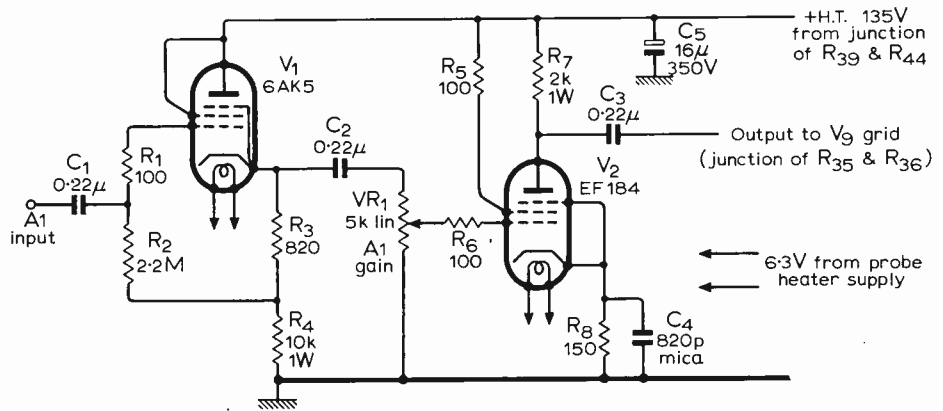 +H.T. 135V
from junction
of R39 & R44
C5
16μ
350V
V1
6AK5
R5
100
R7
2k
1W
C3
0·22μ
Output to V9 grid
(junction of R35 & R36)
C2
0·22μ
C1
0·22μ
R1
100
V2
EF184
A1
input
R2
2·2M
R3
820
VR1
5k lin
A1
gain
R6
100
6·3V from probe
heater supply
R4
10k
1W
R8
150
C4
820p
mica